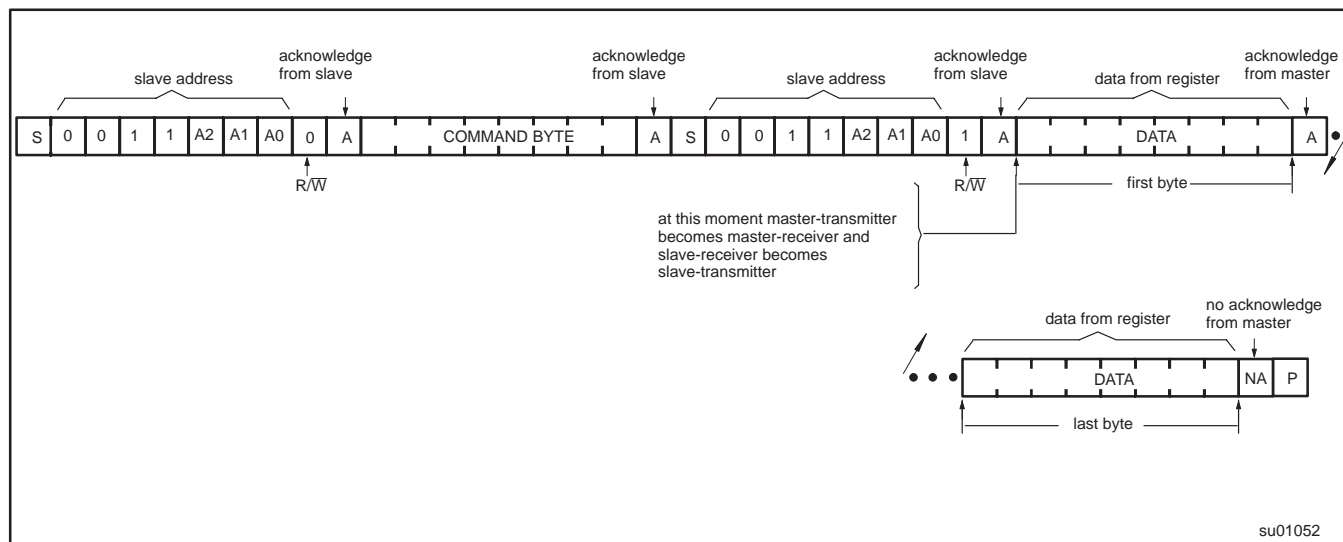 acknowledge
from slave
acknowledge
from slave
acknowledge
from slave
acknowledge
from master
slave address
slave address
data from register
S 0 0 1 1 A2 A1 A0 0 A COMMAND BYTE A S 0 0 1 1 A2 A1 A0 1 A DATA A
R/W̅
R/W̅
first byte
at this moment master-transmitter
becomes master-receiver and
slave-receiver becomes
slave-transmitter
data from register
no acknowledge
from master
DATA NA P
last byte
su01052